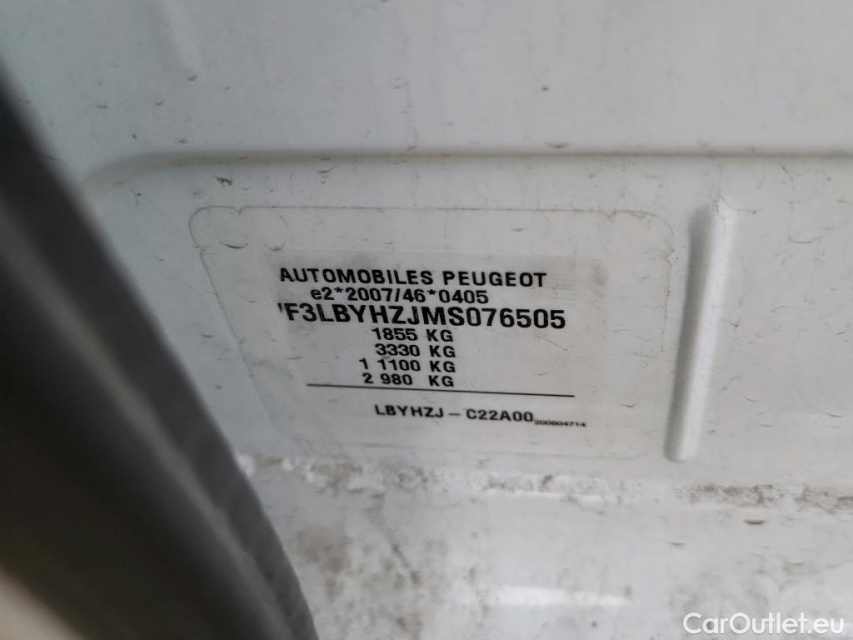 AUTOMOBILES PEUGEOT
e2*2007/46*0405
F3LBYHZJMS076505
1855 KG
3330 KG
1 1100 KG
2 980 KG
LBYHZJ - C22A00
CarOutlet.eu